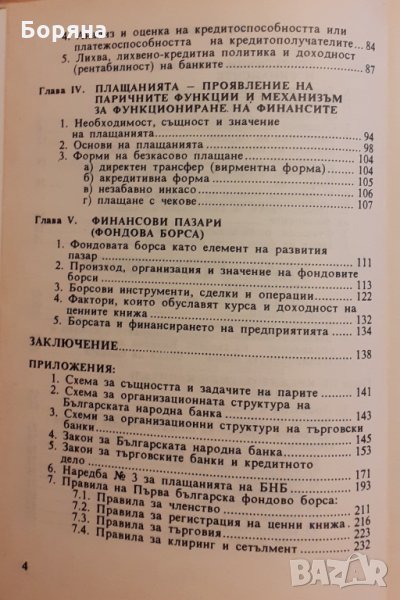 Боряна
4. Анализ и оценка на кредитоспособността или
платежоспособността на кредитополучателите . 84
5. Лихва, лихвено-кредитна политика и доходност
(рентабилност) на банките . . . 87
Глава IV. ПЛАЩАНИЯТА – ПРОЯВЛЕНИЕ НА
ПАРИЧНИТЕ ФУНКЦИИ И МЕХАНИЗЪМ
ЗА ФУНКЦИОНИРАНЕ НА ФИНАНСИТЕ
1. Необходимост, същност и значение
на плащанията . . . 94
2. Основи на плащанията . . . 98
3. Форми на безкасово плащане . . . 104
а) директен трансфер (вирментна форма) . . . 104
б) акредитивна форма . . . 105
в) незабавно инкасо . . . 106
г) плащане с чекове . . . 107
Глава V. ФИНАНСОВИ ПАЗАРИ
(ФОНДОВА БОРСА)
1. Фондовата борса като елемент на развития
пазар . . . 111
2. Произход, организация и значение на фондовите
борси . . . 113
3. Борсови инструменти, сделки и операции . . . 122
4. Фактори, които обуславят курса и доходност на
ценните книжа . . . 132
5. Борсата и финансирането на предприятията . . . 134
ЗАКЛЮЧЕНИЕ . . . 138
ПРИЛОЖЕНИЯ:
1. Схема за същността и задачите на парите . . . 141
2. Схема за организационната структура на
Българската народна банка . . . 143
3. Схеми за организационни структури на търговски
банки . . . 145
4. Закон за Българската народна банка . . . 153
5. Закон за търговските банки и кредитното
дело . . . 171
6. Наредба № 3 за плащанията на БНБ . . . 193
7. Правила на Първа българска фондово борса:
7.1. Правила за членство . . . 211
7.2. Правила за регистрация на ценни книжа . 216
7.3. Правила за търговия . . . 223
7.4. Правила за клиринг и сетълмент . . . 232
4
BAZAR